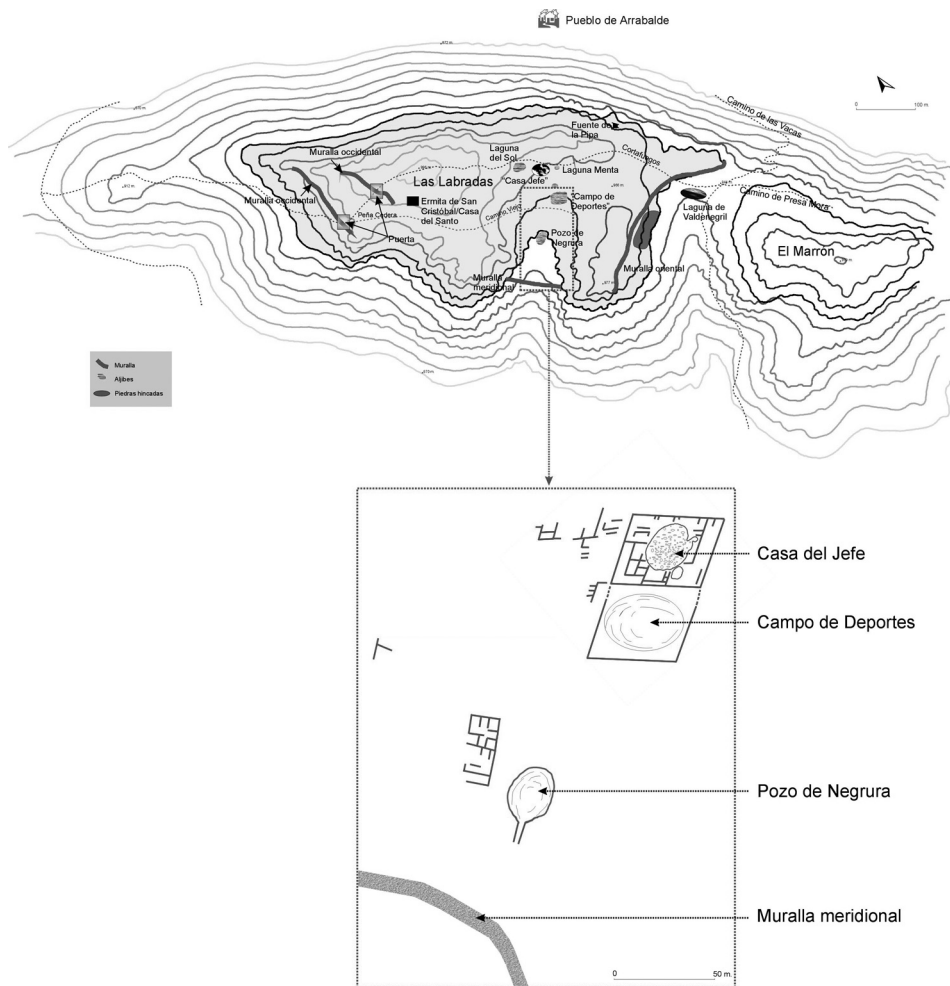 Pueblo de Arrabalde
Camino de las Vacas
0
100 m.
Fuente de
la Pipa
Muralla occidental
Laguna
del Sol
Cortafuegos
Laguna Menta
Las Labradas
"Casa Jefe"
Muralla occidental
Ermita de San
Cristóbal/Casa
del Santo
"Campo de
Deportes"
Camino de Presa Mora
Laguna de
Valdenegril
Peña Cedera
Camino Viejo
Puerta
Pozo de
Negrura
El Marrón
Muralla oriental
Muralla
meridional
Muralla
Aljibes
Piedras hincadas
Casa del Jefe
Campo de Deportes
Pozo de Negrura
Muralla meridional
0
50 m.